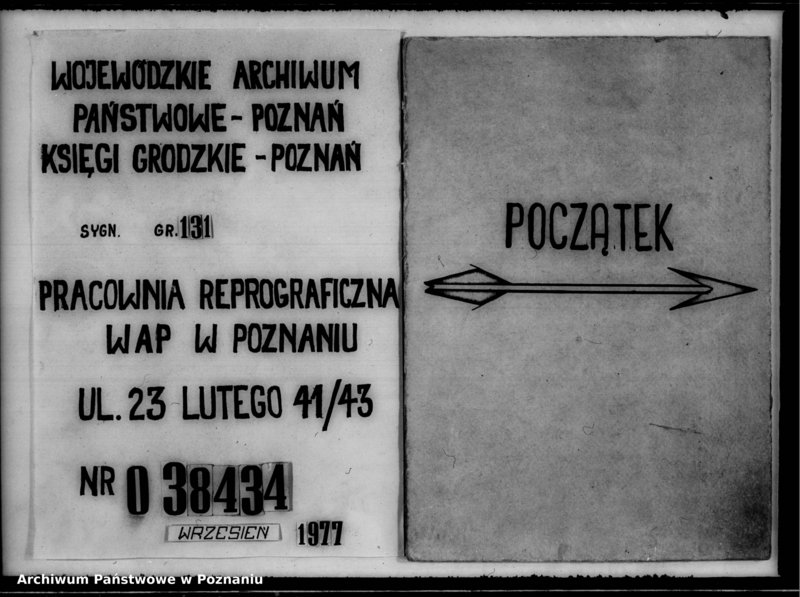 WOJEWÓDZKIE ARCHIWUM
PAŃSTWOWE - POZNAŃ
KSIĘGI GRODZKIE - POZNAŃ
SYGN. GR. 131
PRACOWNIA REPROGRAFICZNA
WAP W POZNANIU
UL. 23 LUTEGO 41/43
NR 0 38434
WRZESIEŃ 1977
POCZĄTEK
Archiwum Państwowe w Poznaniu